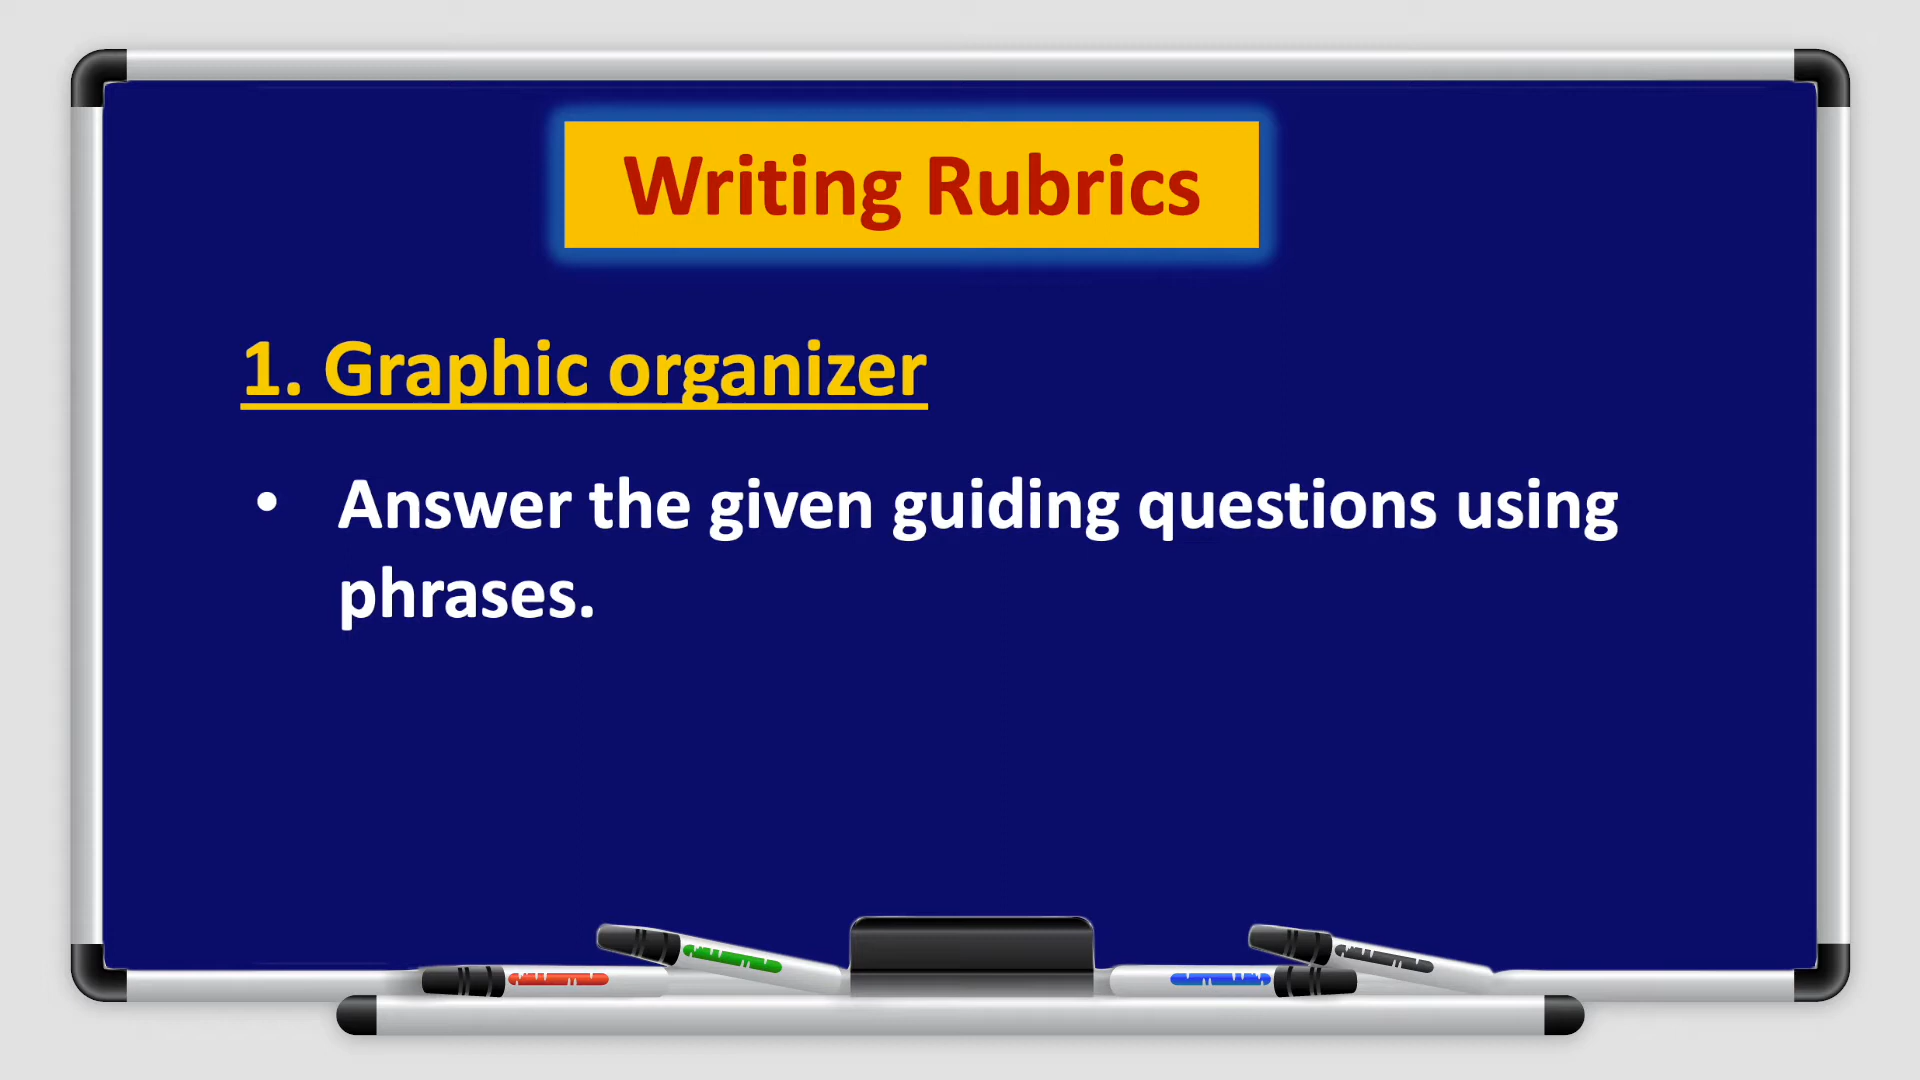 Writing Rubrics
1. Graphic organizer
• Answer the given guiding questions using
phrases.